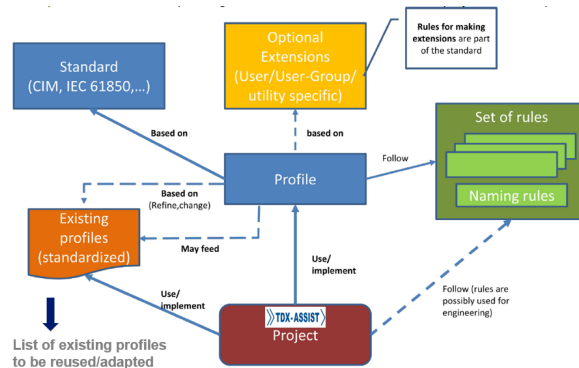 Standard
(CIM, IEC 61850,...)
Optional
Extensions
(User/User-Group/
utility specific)
Rules for making
extensions are part
of the standard
Based on
based on
Set of rules
Naming rules
Follow
Profile
Based on
(Refine,change)
Existing
profiles
(standardized)
May feed
Use/
implement
Use/
implement
Follow (rules are
possibly used for
engineering)
TDX-ASSIST
Project
List of existing profiles
to be reused/adapted